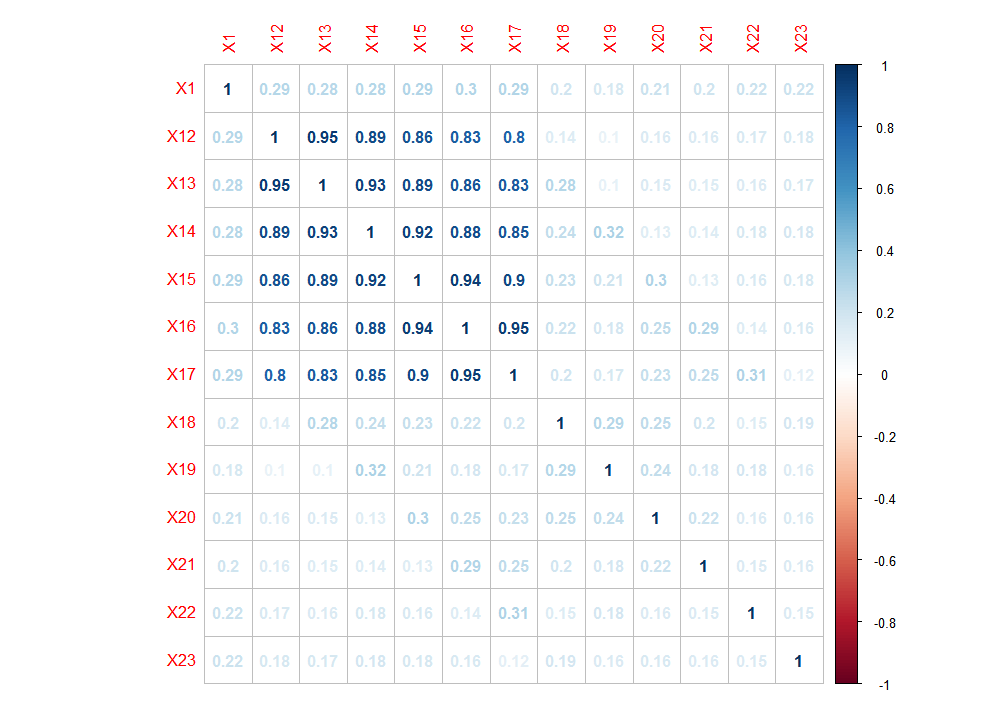 X1 X12 X13 X14 X15 X16 X17 X18 X19 X20 X21 X22 X23
X1 1 0.29 0.28 0.28 0.29 0.3 0.29 0.2 0.18 0.21 0.2 0.22 0.22
X12 0.29 1 0.95 0.89 0.86 0.83 0.8 0.14 0.1 0.16 0.16 0.17 0.18
X13 0.28 0.95 1 0.93 0.89 0.86 0.83 0.28 0.1 0.15 0.15 0.16 0.17
X14 0.28 0.89 0.93 1 0.92 0.88 0.85 0.24 0.32 0.13 0.14 0.18 0.18
X15 0.29 0.86 0.89 0.92 1 0.94 0.9 0.23 0.21 0.3 0.13 0.16 0.18
X16 0.3 0.83 0.86 0.88 0.94 1 0.95 0.22 0.18 0.25 0.29 0.14 0.16
X17 0.29 0.8 0.83 0.85 0.9 0.95 1 0.2 0.17 0.23 0.25 0.31 0.12
X18 0.2 0.14 0.28 0.24 0.23 0.22 0.2 1 0.29 0.25 0.2 0.15 0.19
X19 0.18 0.1 0.1 0.32 0.21 0.18 0.17 0.29 1 0.24 0.18 0.18 0.16
X20 0.21 0.16 0.15 0.13 0.3 0.25 0.23 0.25 0.24 1 0.22 0.16 0.16
X21 0.2 0.16 0.15 0.14 0.13 0.29 0.25 0.2 0.18 0.22 1 0.15 0.16
X22 0.22 0.17 0.16 0.18 0.16 0.14 0.31 0.15 0.18 0.16 0.15 1 0.15
X23 0.22 0.18 0.17 0.18 0.18 0.16 0.12 0.19 0.16 0.16 0.16 0.15 1
1
0.8
0.6
0.4
0.2
0
-0.2
-0.4
-0.6
-0.8
-1